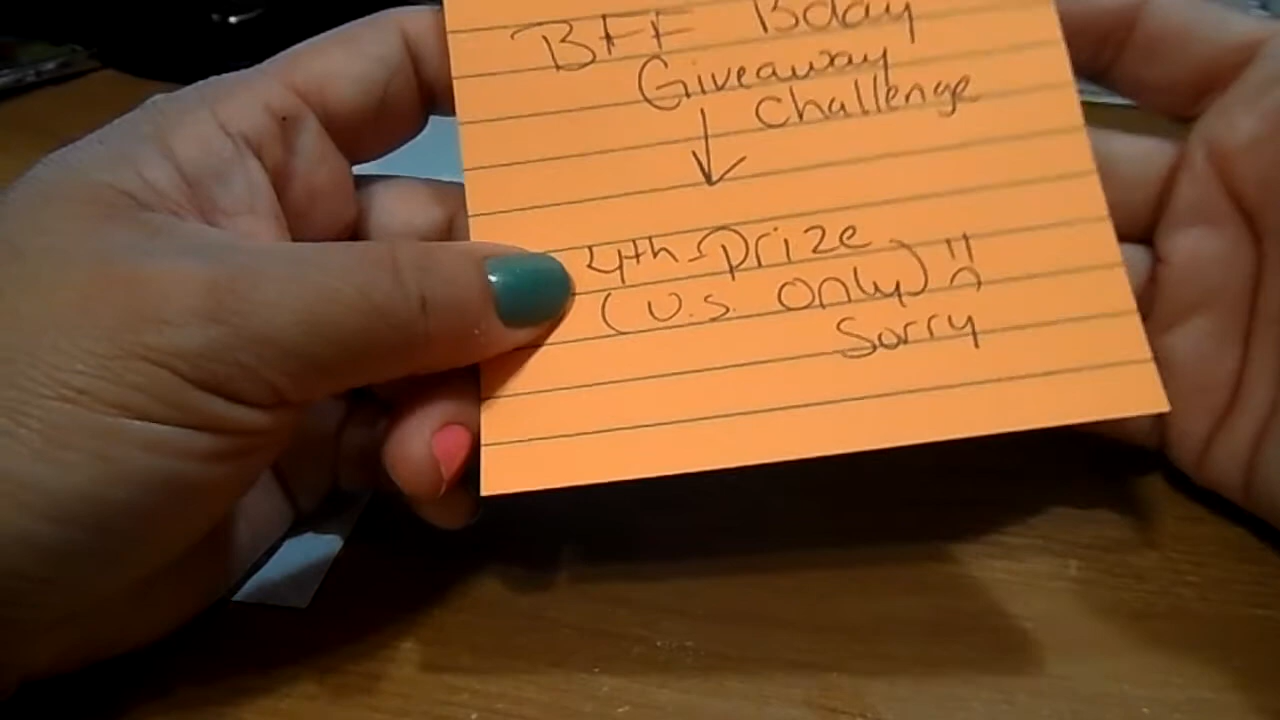 BFF Bday
Giveaway
Challenge
4th Prize
(U.S. Only)
Sorry